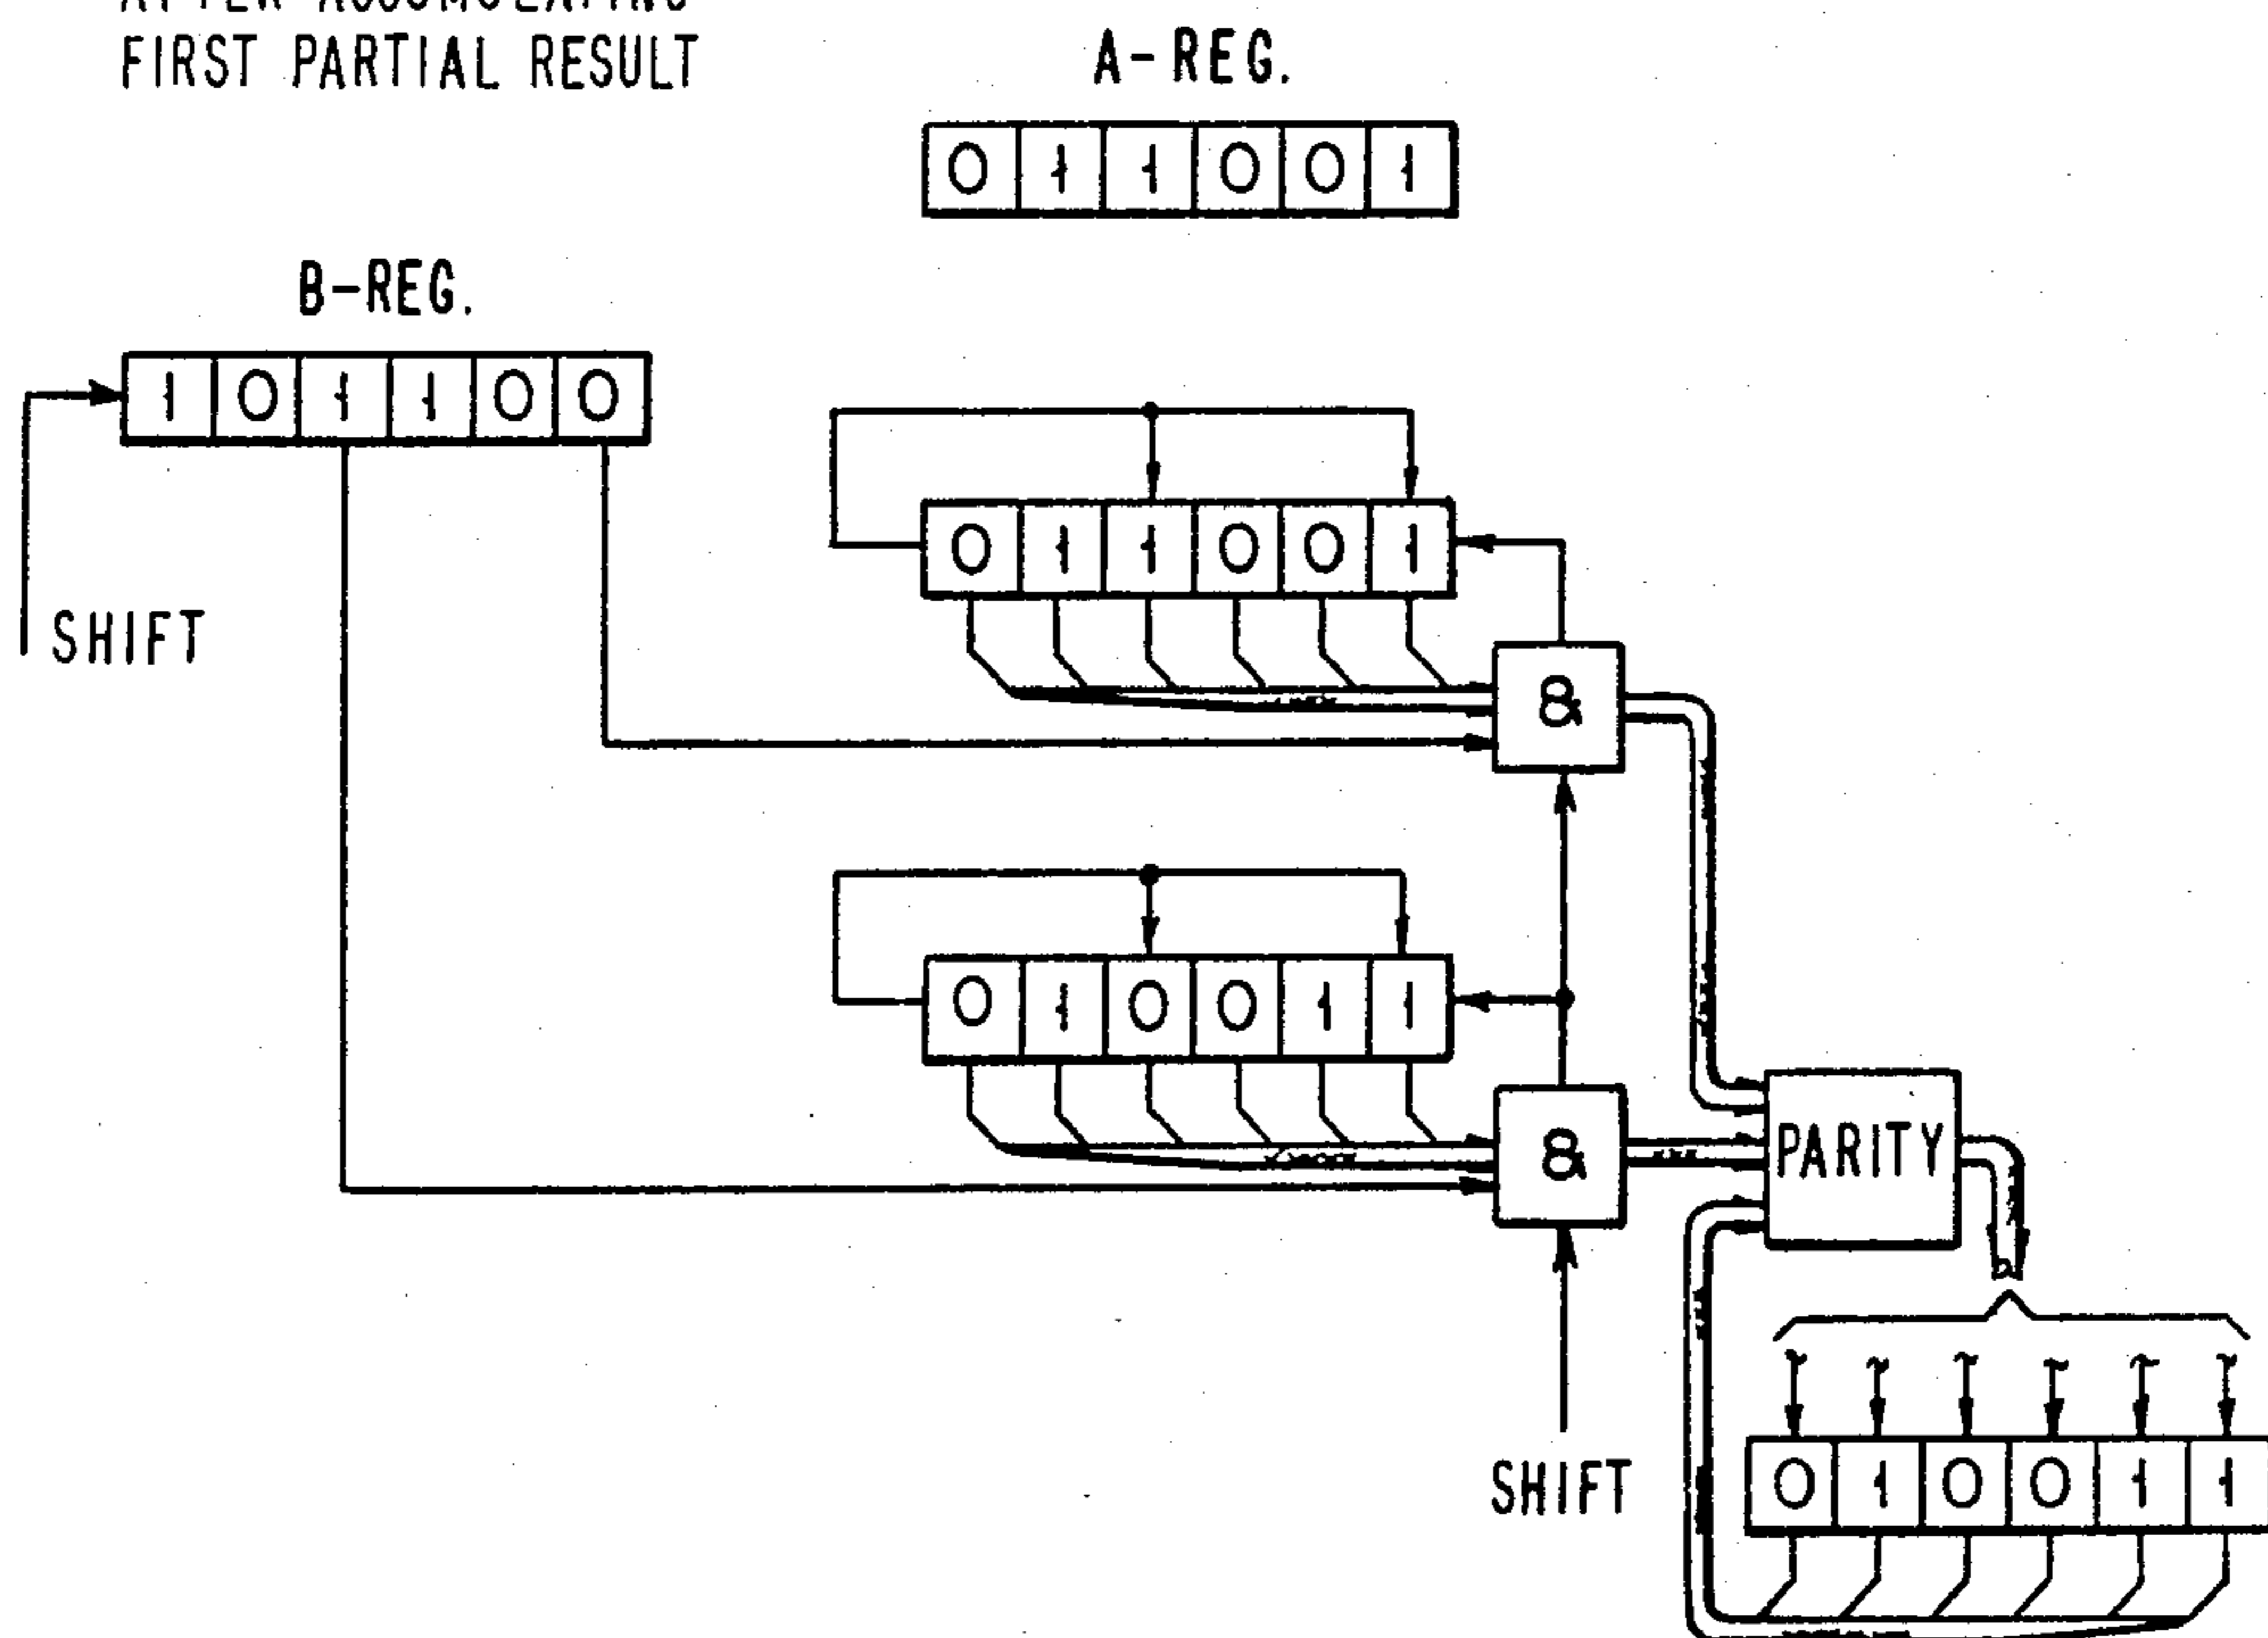 AFTER ACCUMULATING
FIRST PARTIAL RESULT
A-REG.
0 1 1 0 0 1
B-REG.
1 0 1 1 0 0
SHIFT
0 1 1 0 0 1
&
0 1 0 0 1 1
&
PARITY
SHIFT
0 1 0 0 1 1